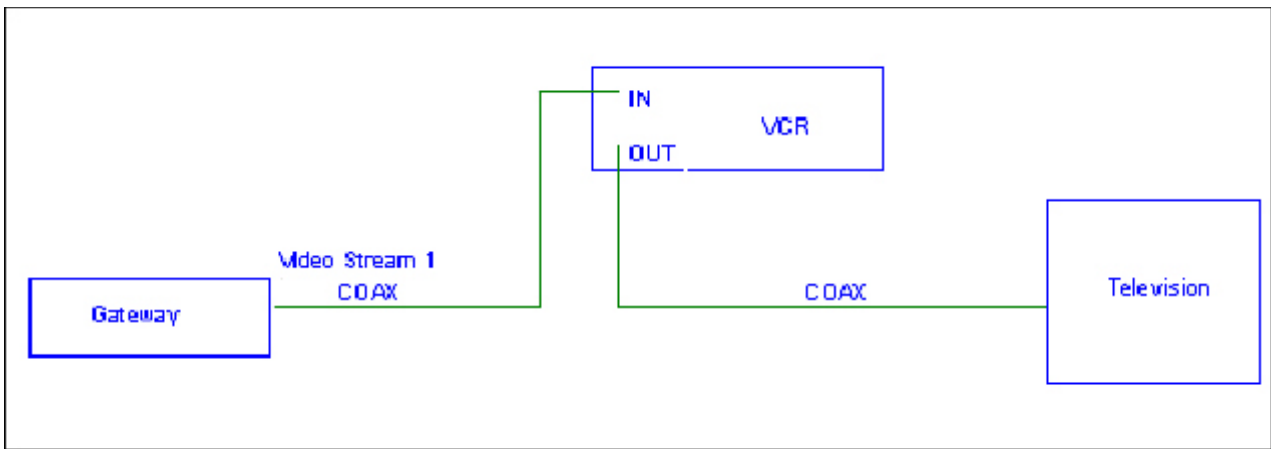 IN
VCR
OUT
Video Stream 1
COAX
COAX
Gateway
Television